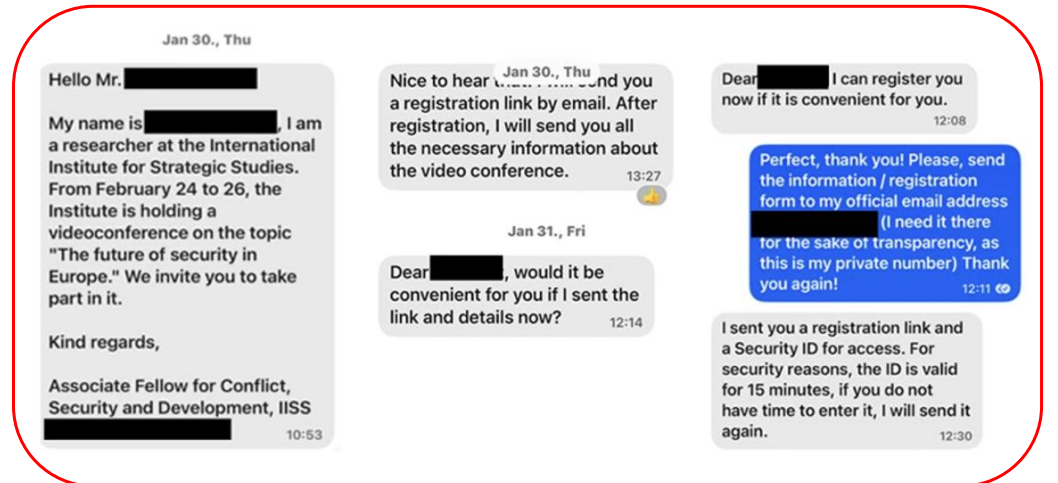 Jan 30., Thu
Hello Mr.
My name is , I am
a researcher at the International
Institute for Strategic Studies.
From February 24 to 26, the
Institute is holding a
videoconference on the topic
"The future of security in
Europe." We invite you to take
part in it.
Kind regards,
Associate Fellow for Conflict,
Security and Development, IISS
10:53
Jan 30., Thu
Nice to hear you
a registration link by email. After
registration, I will send you all
the necessary information about
the video conference.
13:27
Jan 31., Fri
Dear , would it be
convenient for you if I sent the
link and details now?
12:14
Dear I can register you
now if it is convenient for you.
12:08
Perfect, thank you! Please, send
the information / registration
form to my official email address
(I need it there
for the sake of transparency, as
this is my private number) Thank
you again!
12:11
I sent you a registration link and
a Security ID for access. For
security reasons, the ID is valid
for 15 minutes, if you do not
have time to enter it, I will send it
again.
12:30